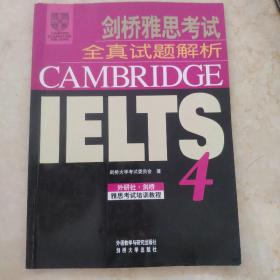 CAMBRIDGE
剑桥雅思考试
全真试题解析
CAMBRIDGE
IELTS
4
剑桥大学考试委员会 著
外研社·剑桥
雅思考试培训教程
外语教学与研究出版社
剑桥大学出版社